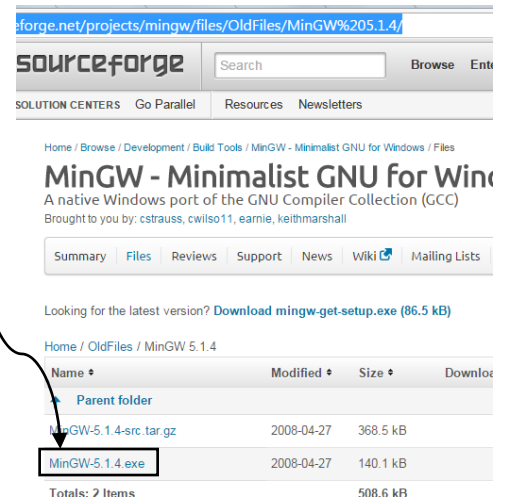 eforge.net/projects/mingw/files/OldFiles/MinGW%205.1.4/
sourceforge Search Browse Ente
SOLUTION CENTERS Go Parallel Resources Newsletters
Home / Browse / Development / Build Tools / MinGW - Minimalist GNU for Windows / Files
MinGW - Minimalist GNU for Wind
A native Windows port of the GNU Compiler Collection (GCC)
Brought to you by: cstrauss, cwilso11, earnie, keithmarshall
Summary Files Reviews Support News Wiki Mailing Lists
Looking for the latest version? Download mingw-get-setup.exe (86.5 kB)
Home / OldFiles / MinGW 5.1.4
Name Modified Size Downloa
Parent folder
MinGW-5.1.4-src.tar.gz 2008-04-27 368.5 kB
MinGW-5.1.4.exe 2008-04-27 140.1 kB
Totals: 2 Items 508.6 kB